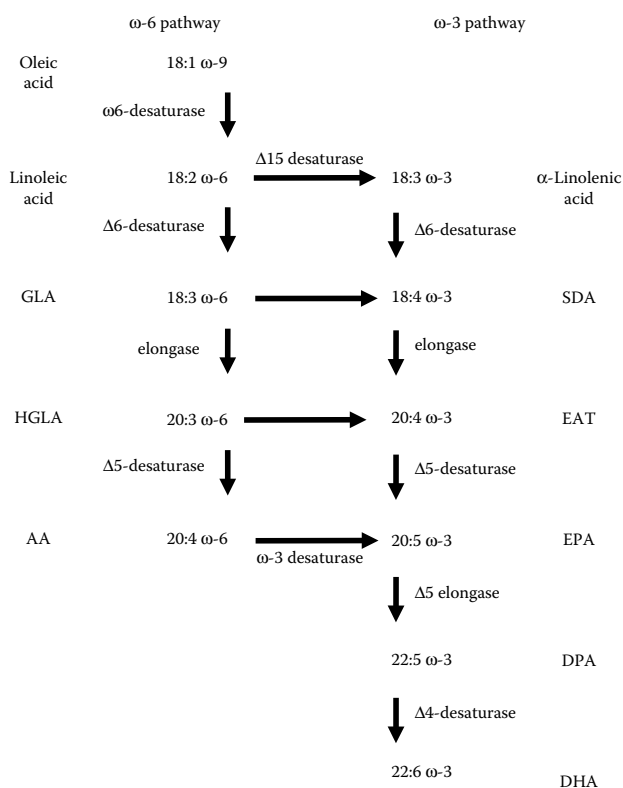 ω-6 pathway ω-3 pathway
Oleic acid 18:1 ω-9
ω6-desaturase
Δ15 desaturase
Linoleic acid 18:2 ω-6 18:3 ω-3 α-Linolenic acid
Δ6-desaturase Δ6-desaturase
GLA 18:3 ω-6 18:4 ω-3 SDA
elongase elongase
HGLA 20:3 ω-6 20:4 ω-3 EAT
Δ5-desaturase Δ5-desaturase
AA 20:4 ω-6 20:5 ω-3 EPA
ω-3 desaturase
Δ5 elongase
22:5 ω-3 DPA
Δ4-desaturase
22:6 ω-3 DHA